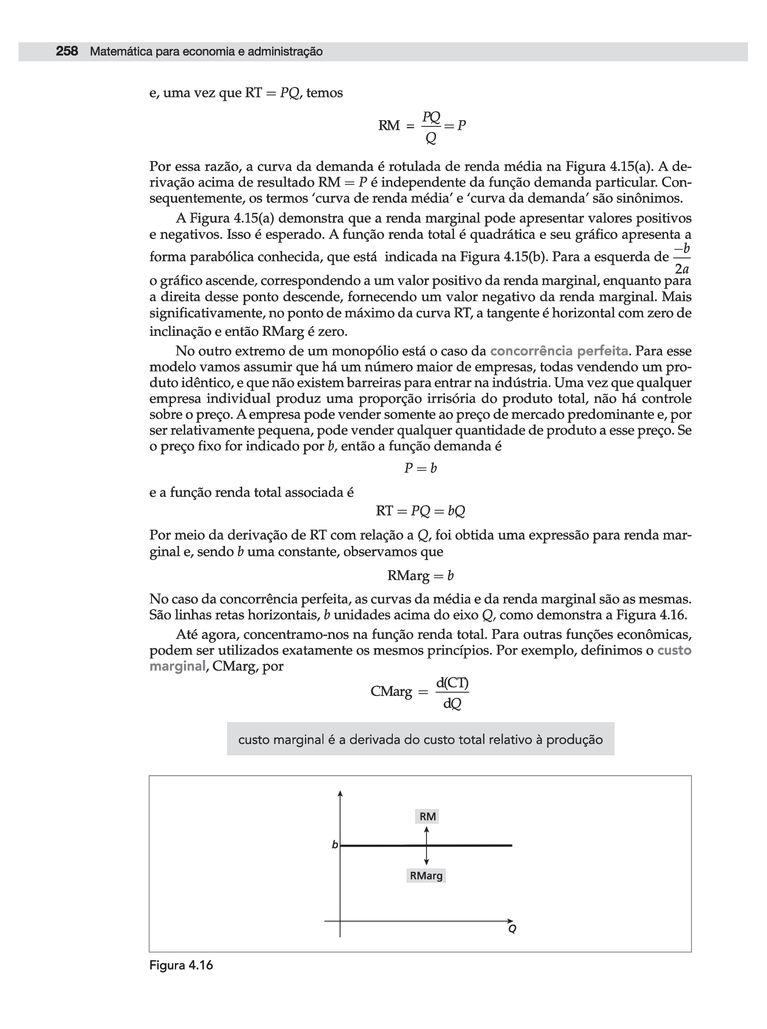 258 Matemática para economia e administração
e, uma vez que RT = PQ, temos
RM = PQ/Q = P
Por essa razão, a curva da demanda é rotulada de renda média na Figura 4.15(a). A de-
rivação acima de resultado RM = P é independente da função demanda particular. Con-
sequentemente, os termos ‘curva de renda média’ e ‘curva da demanda’ são sinônimos.
A Figura 4.15(a) demonstra que a renda marginal pode apresentar valores positivos
e negativos. Isso é esperado. A função renda total é quadrática e seu gráfico apresenta a
forma parabólica conhecida, que está indicada na Figura 4.15(b). Para a esquerda de −b/2a
o gráfico ascende, correspondendo a um valor positivo da renda marginal, enquanto para
a direita desse ponto descende, fornecendo um valor negativo da renda marginal. Mais
significativamente, no ponto de máximo da curva RT, a tangente é horizontal com zero de
inclinação e então RMarg é zero.
No outro extremo de um monopólio está o caso da concorrência perfeita. Para esse
modelo vamos assumir que há um número maior de empresas, todas vendendo um pro-
duto idêntico, e que não existem barreiras para entrar na indústria. Uma vez que qualquer
empresa individual produz uma proporção irrisória do produto total, não há controle
sobre o preço. A empresa pode vender somente ao preço de mercado predominante e, por
ser relativamente pequena, pode vender qualquer quantidade de produto a esse preço. Se
o preço fixo for indicado por b, então a função demanda é
P = b
e a função renda total associada é
RT = PQ = bQ
Por meio da derivação de RT com relação a Q, foi obtida uma expressão para renda mar-
ginal e, sendo b uma constante, observamos que
RMarg = b
No caso da concorrência perfeita, as curvas da média e da renda marginal são as mesmas.
São linhas retas horizontais, b unidades acima do eixo Q, como demonstra a Figura 4.16.
Até agora, concentramo-nos na função renda total. Para outras funções econômicas,
podem ser utilizados exatamente os mesmos princípios. Por exemplo, definimos o custo
marginal, CMarg, por
CMarg = d(CT)/dQ
custo marginal é a derivada do custo total relativo à produção
RM
b
RMarg
Q
Figura 4.16